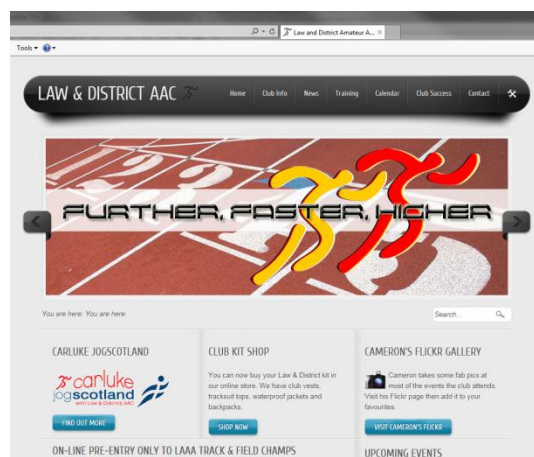 Law and District Amateur A...
Tools
LAW & DISTRICT AAC
Home Club Info News Training Calendar Club Success Contact
FURTHER, FASTER, HIGHER
You are here: You are here:
Search...
CARLUKE JOGSCOTLAND
carluke
jogscotland
with Law & District AAC
FIND OUT MORE
CLUB KIT SHOP
You can now buy your Law & District kit in
our online store. We have club vests,
tracksuit tops, waterproof jackets and
backpacks.
SHOP NOW
CAMERON'S FLICKR GALLERY
Cameron takes some fab pics at
most of the events the club attends.
Visit his Flickr page then add it to your
favourites.
VISIT CAMERON'S FLICKR
ON-LINE PRE-ENTRY ONLY TO LAAA TRACK & FIELD CHAMPS
UPCOMING EVENTS